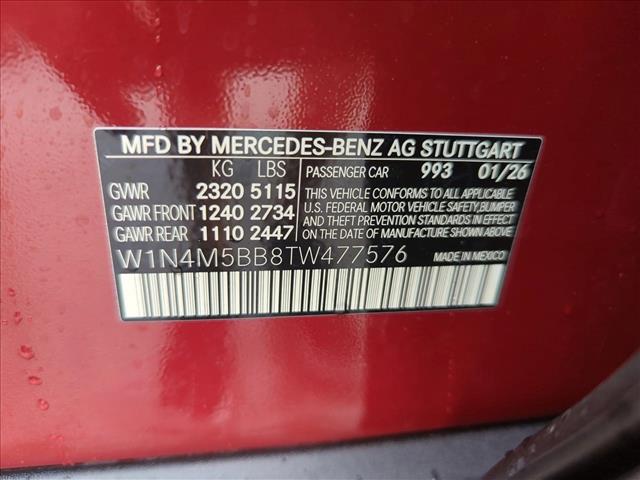 MFD BY MERCEDES-BENZ AG STUTTGART
KG LBS PASSENGER CAR 993 01/26
GVWR 2320 5115 THIS VEHICLE CONFORMS TO ALL APPLICABLE
GAWR FRONT 1240 2734 U.S. FEDERAL MOTOR VEHICLE SAFETY,BUMPER
GAWR REAR 1110 2447 AND THEFT PREVENTION STANDARDS IN EFFECT
ON THE DATE OF MANUFACTURE SHOWN ABOVE.
W1N4M5BB8TW477576 MADE IN MEXICO